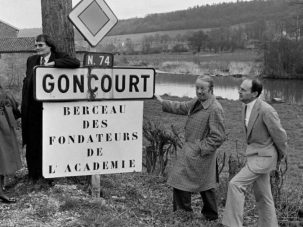 N. 74
GONCOURT
BERCEAU
DES
FONDATEURS
DE
L'ACADEMIE